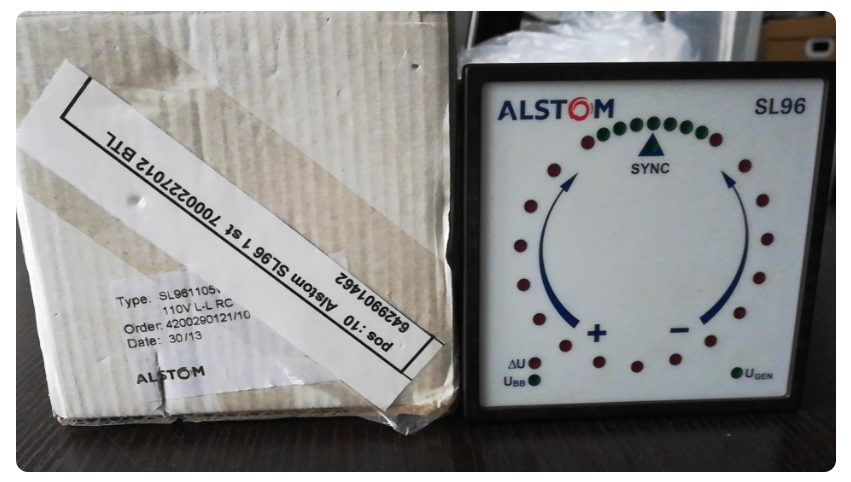 7000227012 BTL
pos:10 Alstom SL96 1 st
6429901462
Type: SL961105
110V L-L RC
Order: 4200290121/10
Date: 30/13
ALSTOM
ALSTOM
SL96
SYNC
+
−
ΔU
UBB
UGEN